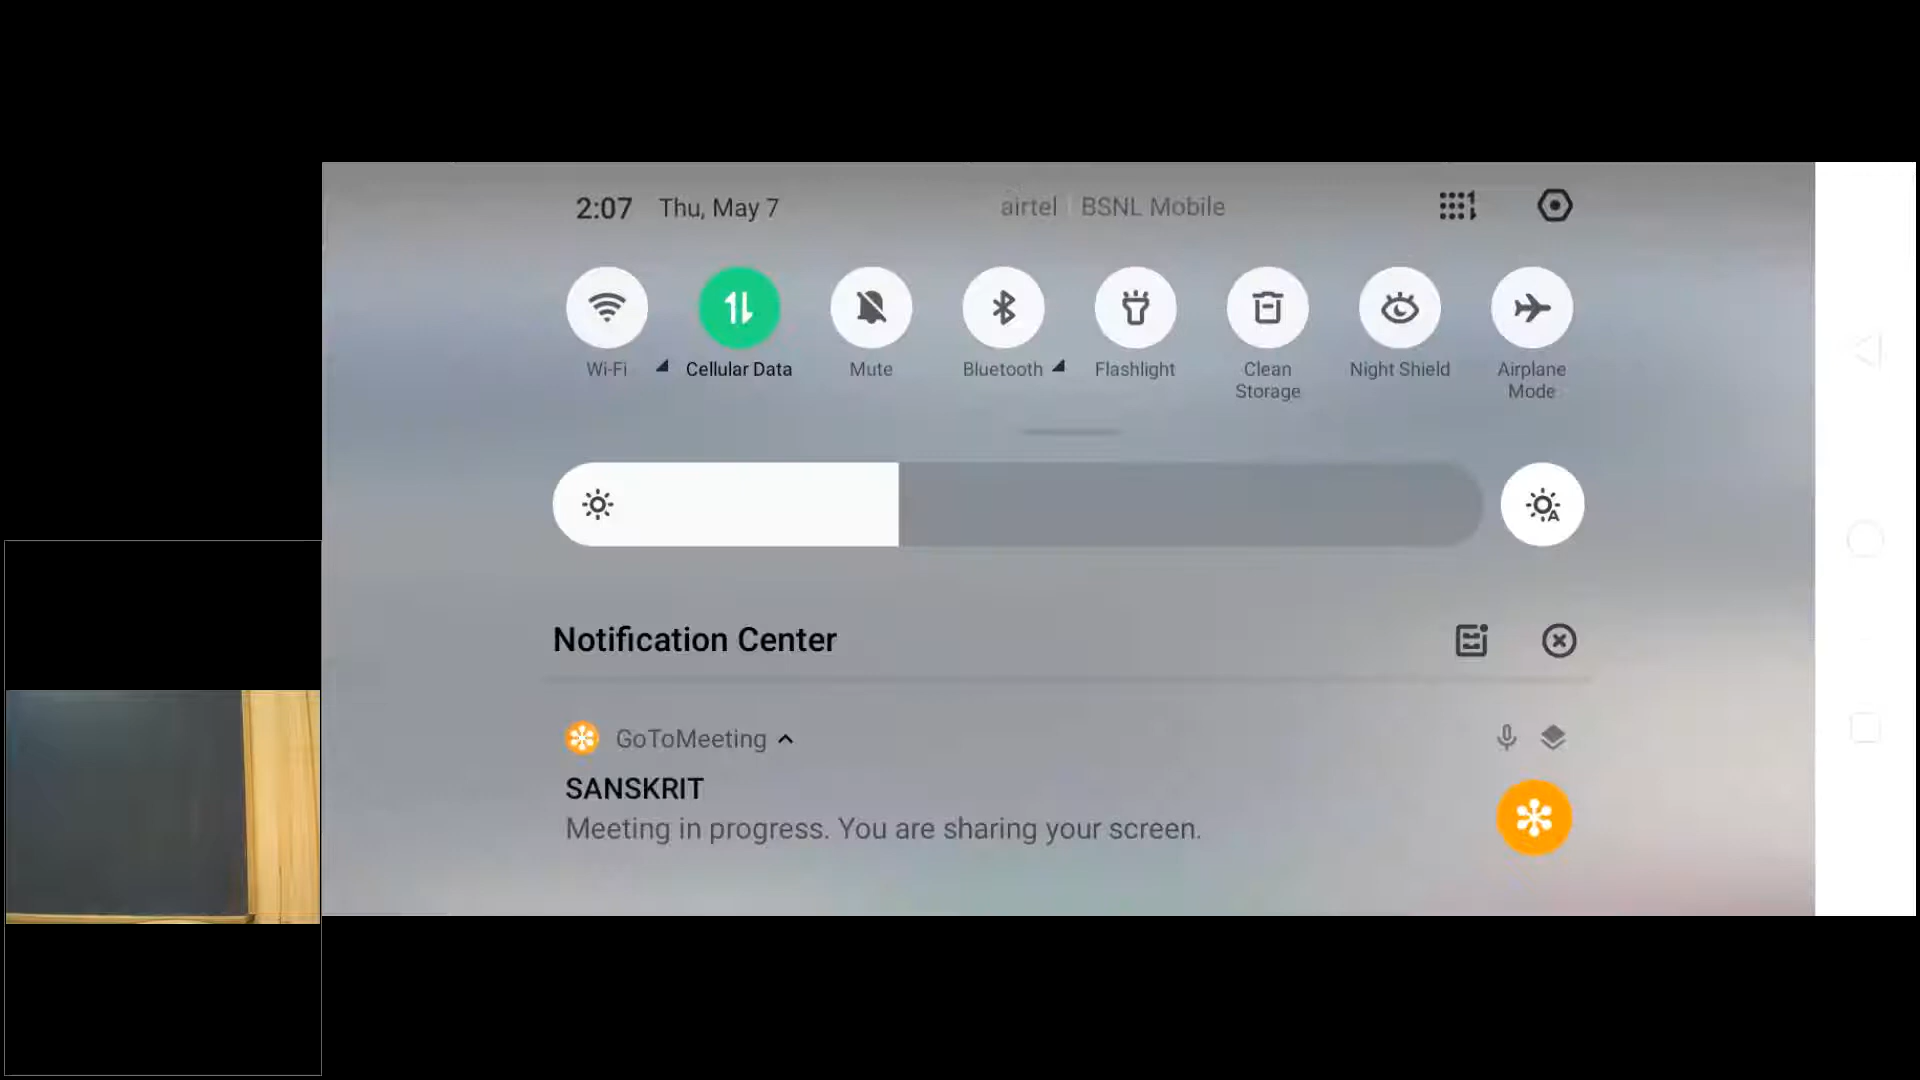 2:07 Thu, May 7 airtel | BSNL Mobile
Wi-Fi Cellular Data Mute Bluetooth Flashlight Clean Storage Night Shield Airplane Mode
Notification Center
GoToMeeting
SANSKRIT
Meeting in progress. You are sharing your screen.